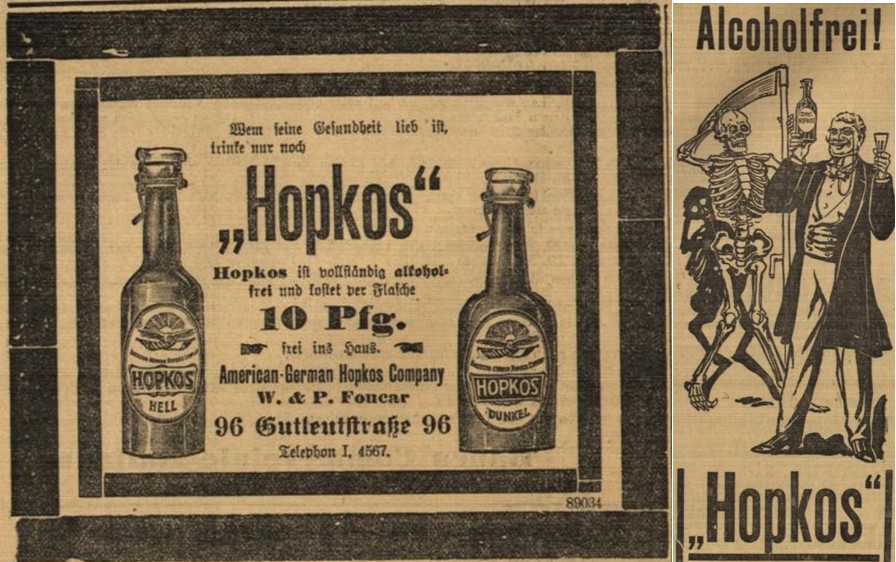 Wem seine Gesundheit lieb ist,
trinke nur noch
„Hopkos“
Hopkos ist vollständig alkohol=
frei und kostet per Flasche
10 Pfg.
frei ins Haus.
American-German Hopkos Company
W. & P. Foucar
96 Gutleutstraße 96
Telephon I, 4567.
HOPKOS
HELL
HOPKOS
DUNKEL
89034
Alcoholfrei!
„Hopkos“